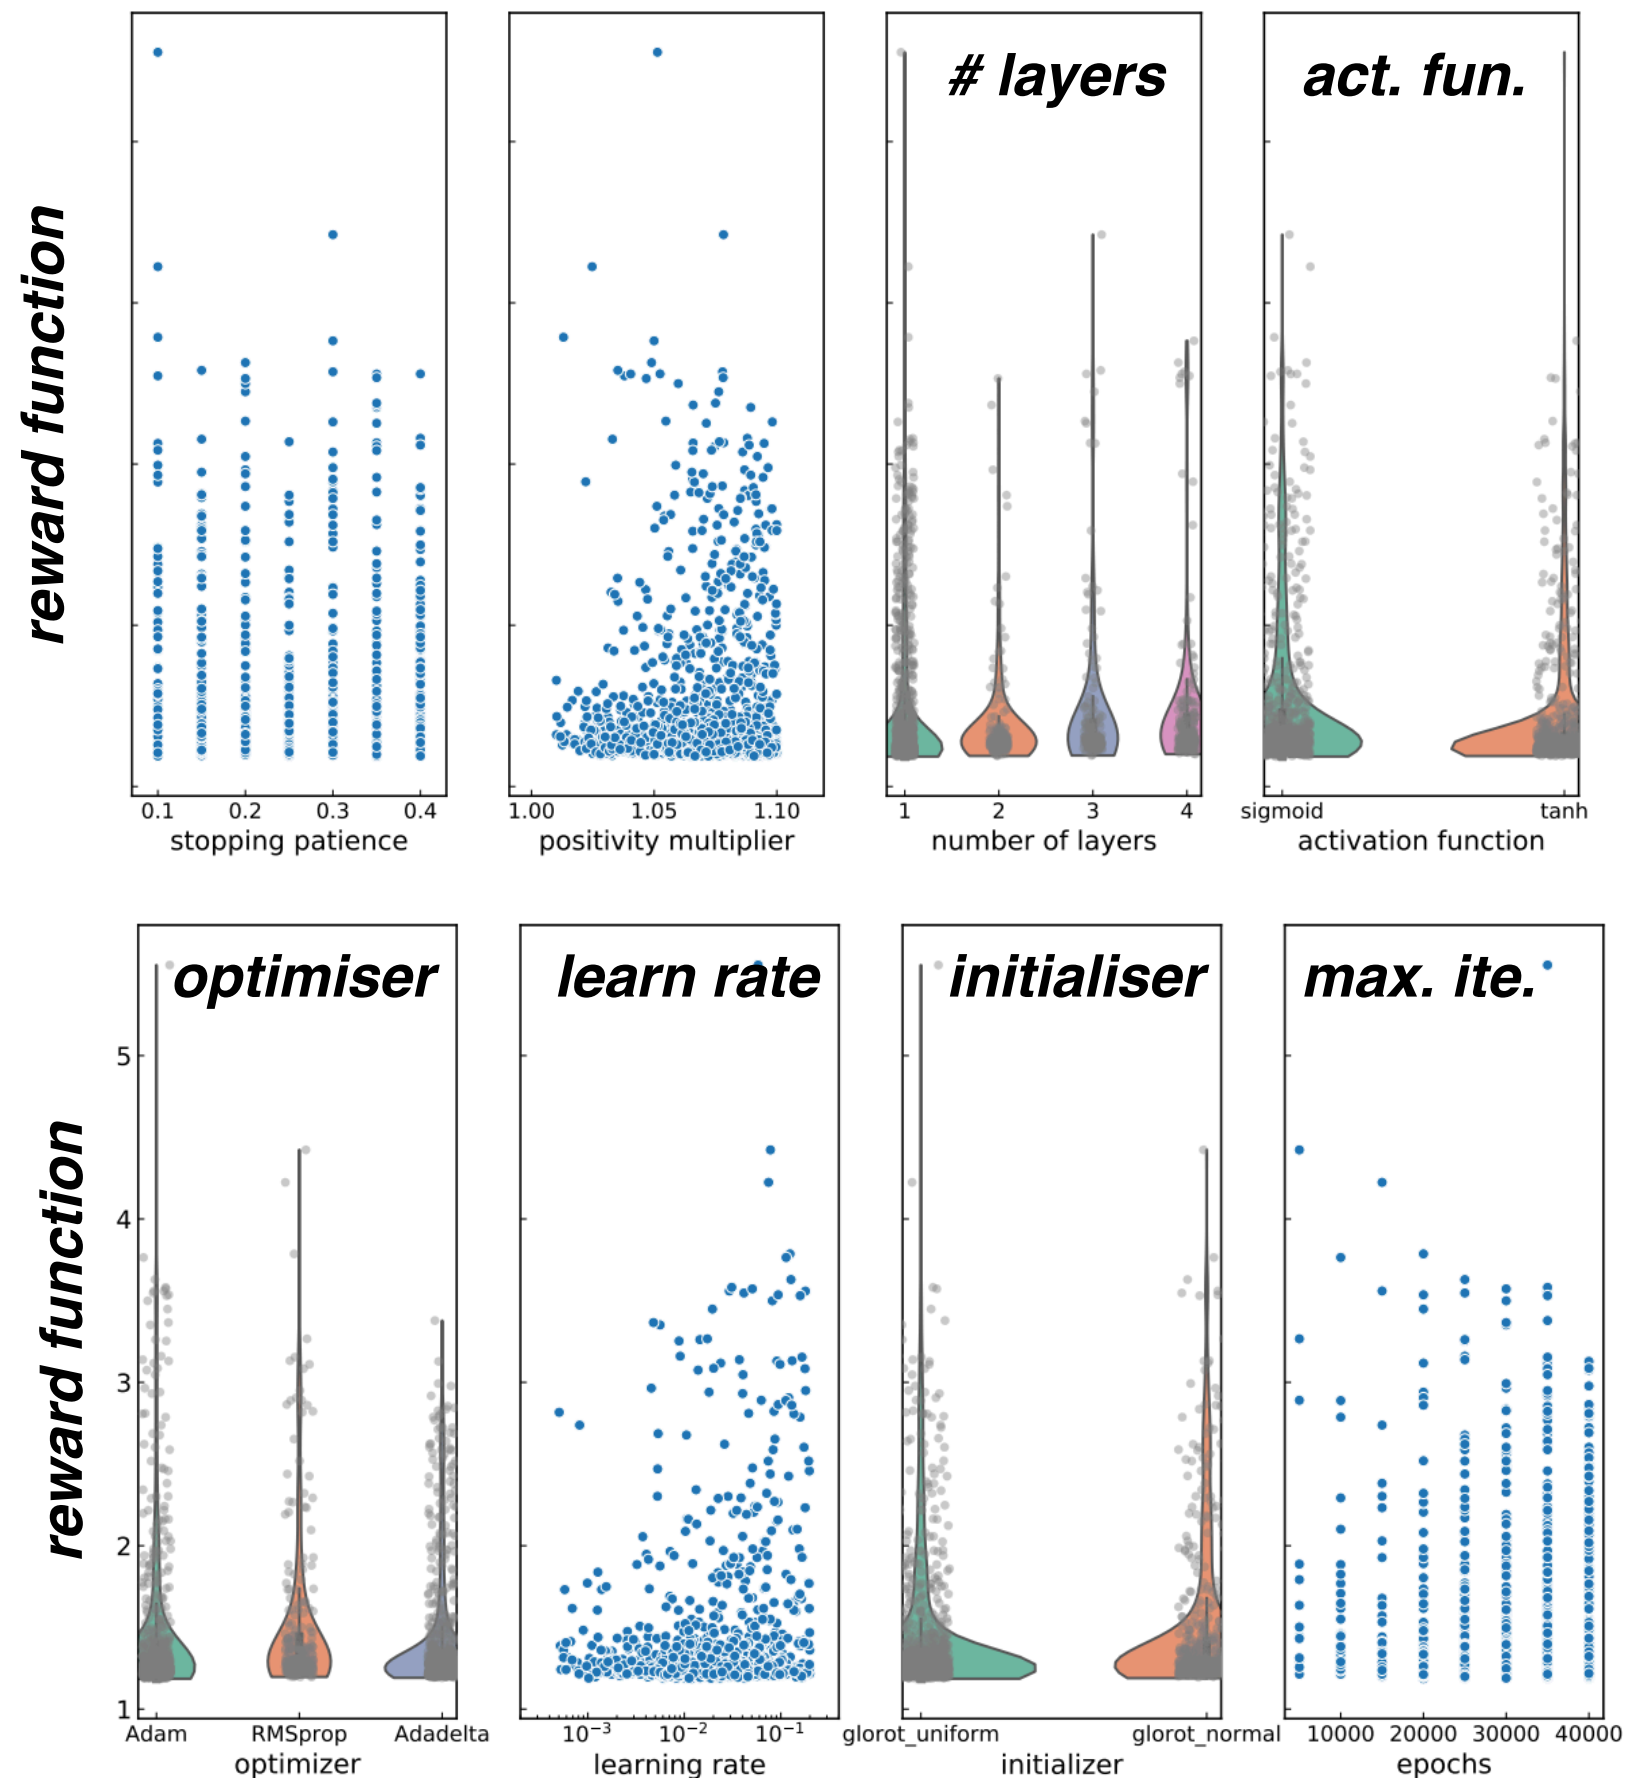 # layers
act. fun.
reward function
0.1 0.2 0.3 0.4
stopping patience
1.00 1.05 1.10
positivity multiplier
1 2 3 4
number of layers
sigmoid tanh
activation function
optimiser
learn rate
initialiser
max. ite.
reward function
5
4
3
2
1
Adam RMSprop Adadelta
optimizer
10⁻³ 10⁻² 10⁻¹
learning rate
glorot_uniform glorot_normal
initializer
10000 20000 30000 40000
epochs